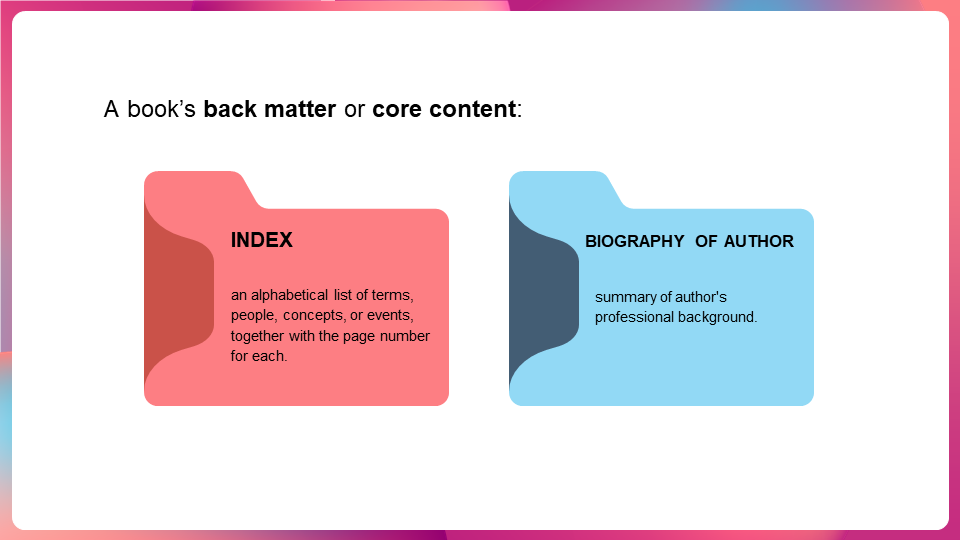 A book’s back matter or core content:
INDEX
an alphabetical list of terms,
people, concepts, or events,
together with the page number
for each.
BIOGRAPHY OF AUTHOR
summary of author's
professional background.